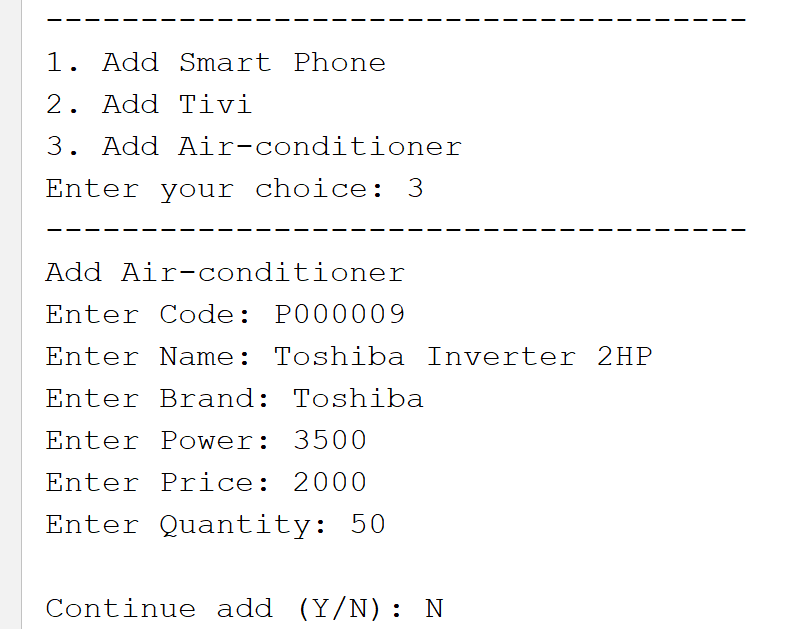 -------------------------------------
1. Add Smart Phone
2. Add Tivi
3. Add Air-conditioner
Enter your choice: 3
-------------------------------------
Add Air-conditioner
Enter Code: P000009
Enter Name: Toshiba Inverter 2HP
Enter Brand: Toshiba
Enter Power: 3500
Enter Price: 2000
Enter Quantity: 50
Continue add (Y/N): N